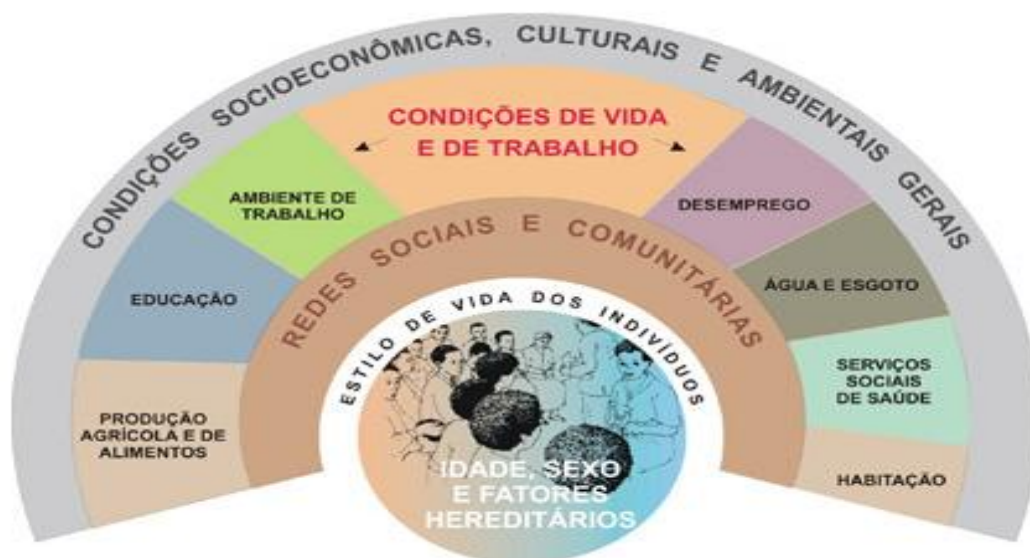 CONDIÇÕES SOCIOECONÔMICAS, CULTURAIS E AMBIENTAIS GERAIS
CONDIÇÕES DE VIDA
E DE TRABALHO
AMBIENTE DE
TRABALHO
DESEMPREGO
REDES SOCIAIS E COMUNITÁRIAS
EDUCAÇÃO
ÁGUA E ESGOTO
ESTILO DE VIDA DOS INDIVÍDUOS
SERVIÇOS
SOCIAIS
DE SAÚDE
PRODUÇÃO
AGRÍCOLA E DE
ALIMENTOS
HABITAÇÃO
IDADE, SEXO
E FATORES
HEREDITÁRIOS